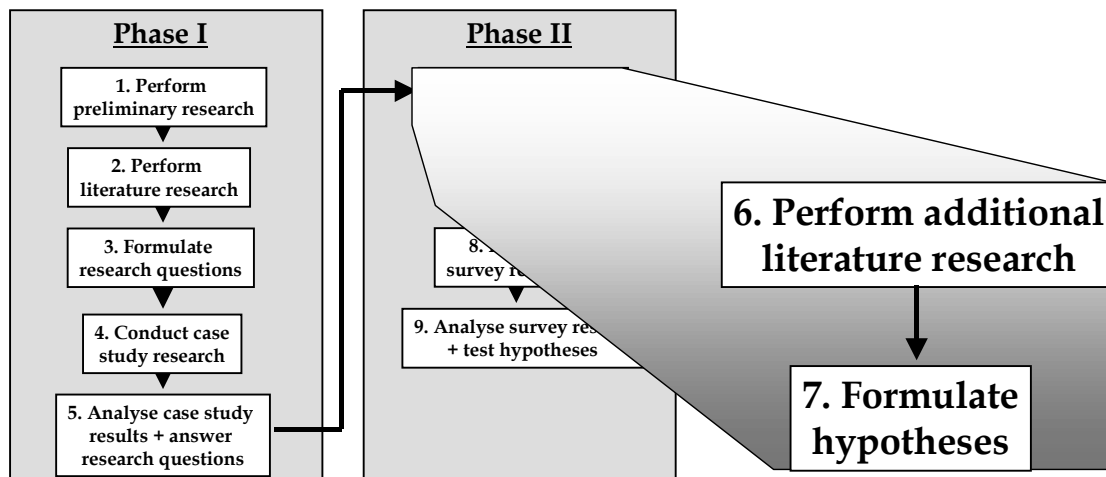 Phase I
1. Perform
preliminary research
2. Perform
literature research
3. Formulate
research questions
4. Conduct case
study research
5. Analyse case study
results + answer
research questions
Phase II
6. Perform additional
literature research
7. Formulate
hypotheses
8.
survey
9. Analyse survey
+ test hypotheses